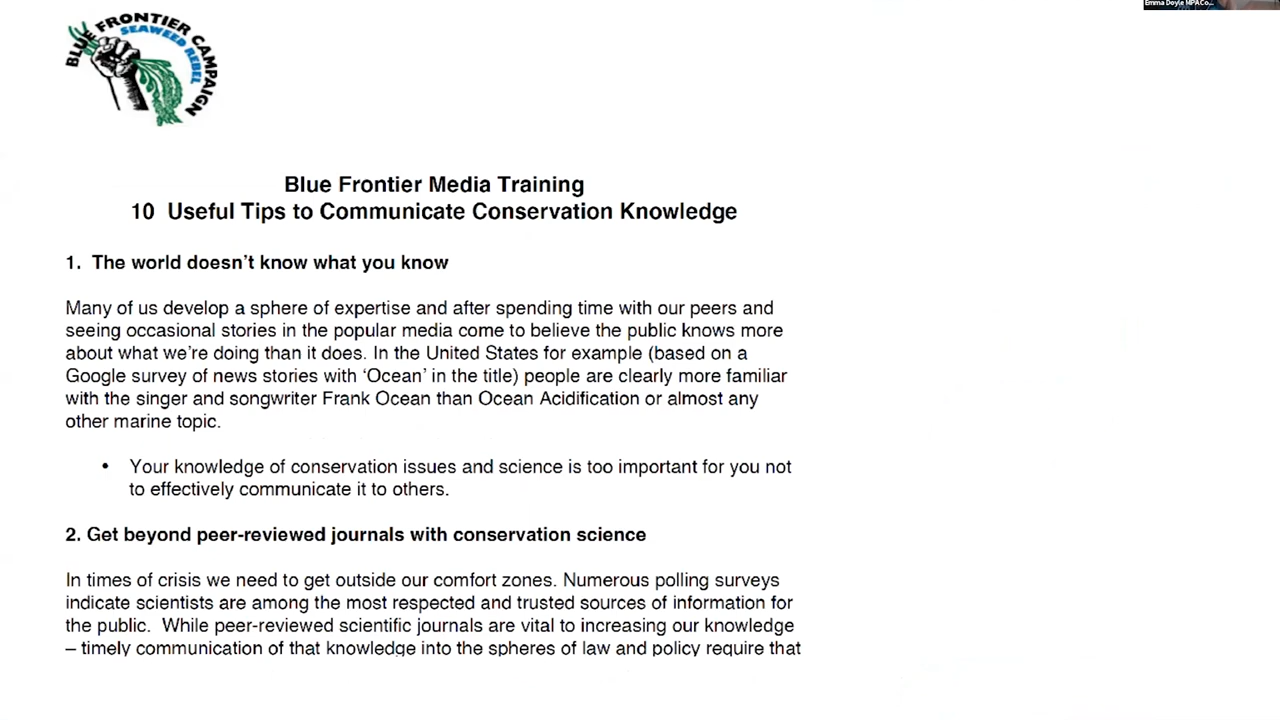 Emma Doyle MPACo...
BLUE FRONTIER CAMPAIGN
SEAWEED REBEL
Blue Frontier Media Training
10 Useful Tips to Communicate Conservation Knowledge
1. The world doesn’t know what you know
Many of us develop a sphere of expertise and after spending time with our peers and
seeing occasional stories in the popular media come to believe the public knows more
about what we’re doing than it does. In the United States for example (based on a
Google survey of news stories with ‘Ocean’ in the title) people are clearly more familiar
with the singer and songwriter Frank Ocean than Ocean Acidification or almost any
other marine topic.
• Your knowledge of conservation issues and science is too important for you not
to effectively communicate it to others.
2. Get beyond peer-reviewed journals with conservation science
In times of crisis we need to get outside our comfort zones. Numerous polling surveys
indicate scientists are among the most respected and trusted sources of information for
the public. While peer-reviewed scientific journals are vital to increasing our knowledge
– timely communication of that knowledge into the spheres of law and policy require that